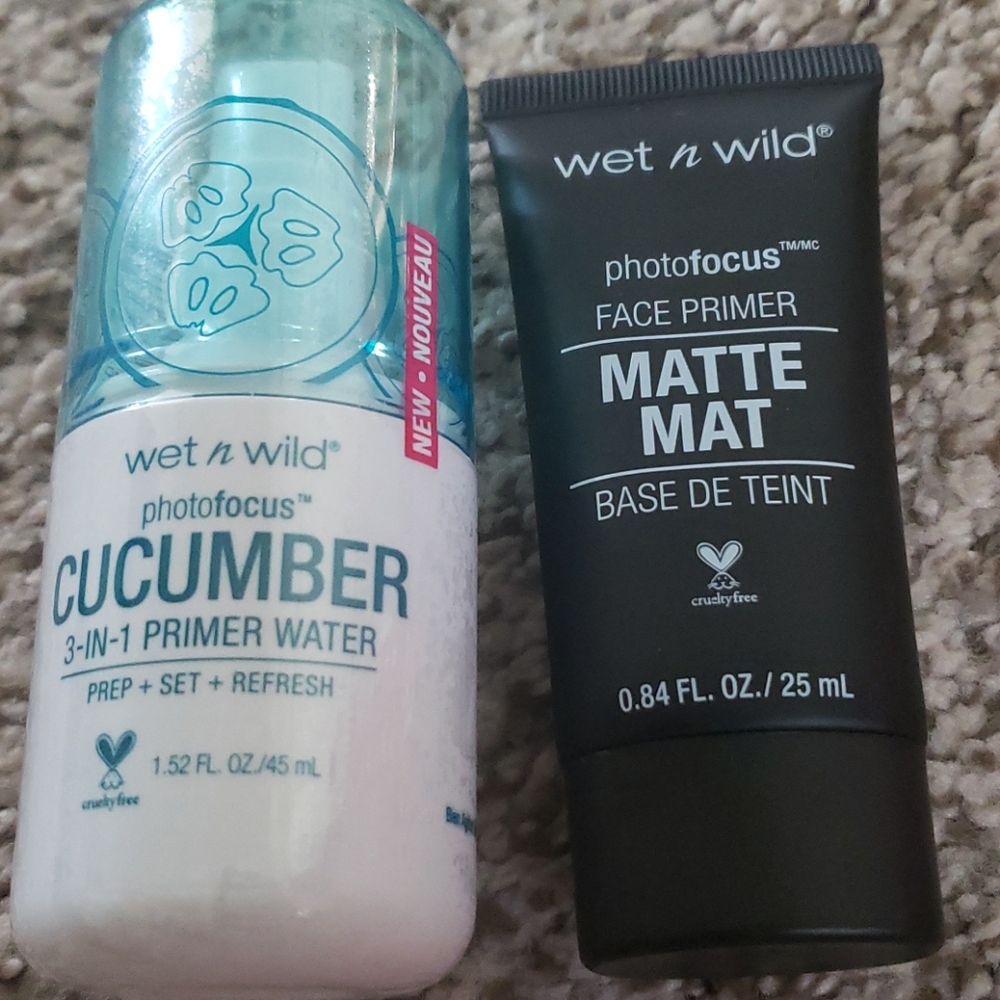 NEW • NOUVEAU
wet n wild®
photofocus™
CUCUMBER
3-IN-1 PRIMER WATER
PREP + SET + REFRESH
crueltyfree
1.52 FL. OZ./45 mL
wet n wild®
photofocus™/MC
FACE PRIMER
MATTE
MAT
BASE DE TEINT
crueltyfree
0.84 FL. OZ./ 25 mL